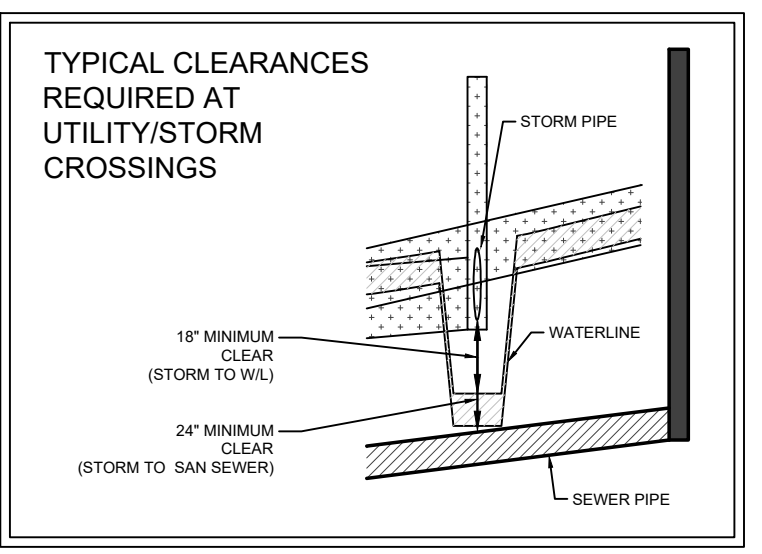 TYPICAL CLEARANCES
REQUIRED AT
UTILITY/STORM
CROSSINGS
STORM PIPE
18" MINIMUM
CLEAR
(STORM TO W/L)
WATERLINE
24" MINIMUM
CLEAR
(STORM TO SAN SEWER)
SEWER PIPE